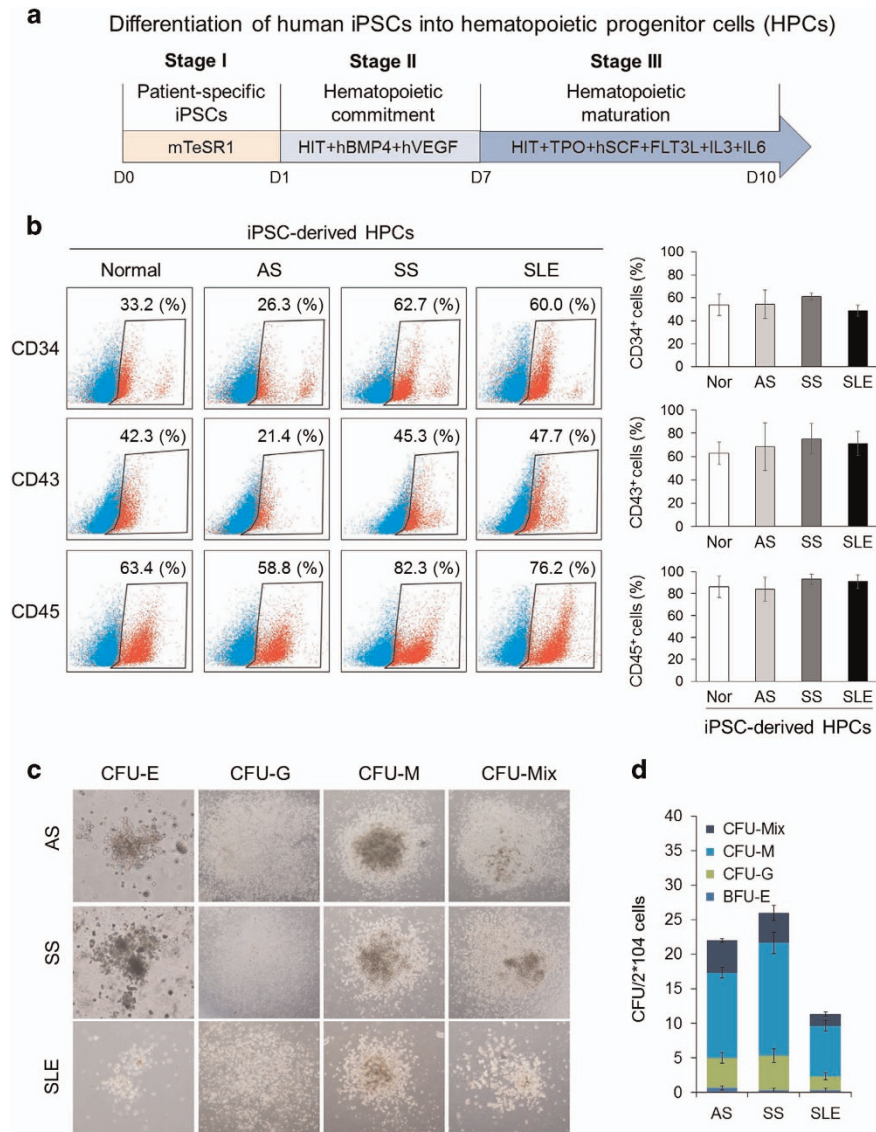 a
Differentiation of human iPSCs into hematopoietic progenitor cells (HPCs)
Stage I
Stage II
Stage III
Patient-specific
iPSCs
Hematopoietic
commitment
Hematopoietic
maturation
mTeSR1
HIT+hBMP4+hVEGF
HIT+TPO+hSCF+FLT3L+IL3+IL6
D0
D1
D7
D10
b
iPSC-derived HPCs
Normal
AS
SS
SLE
CD34
33.2 (%)
26.3 (%)
62.7 (%)
60.0 (%)
CD43
42.3 (%)
21.4 (%)
45.3 (%)
47.7 (%)
CD45
63.4 (%)
58.8 (%)
82.3 (%)
76.2 (%)
CD34+ cells (%)
100
80
60
40
20
0
Nor
AS
SS
SLE
CD43+ cells (%)
100
80
60
40
20
0
Nor
AS
SS
SLE
CD45+ cells (%)
100
80
60
40
20
0
Nor
AS
SS
SLE
iPSC-derived HPCs
c
CFU-E
CFU-G
CFU-M
CFU-Mix
AS
SS
SLE
d
CFU/2*104 cells
40
35
30
25
20
15
10
5
0
CFU-Mix
CFU-M
CFU-G
BFU-E
AS
SS
SLE